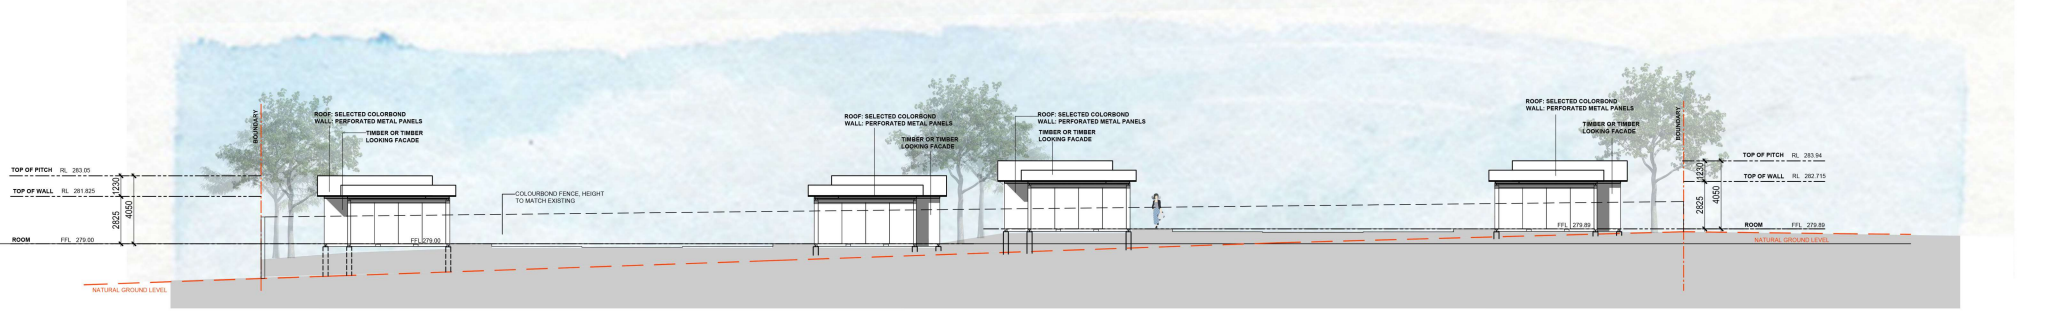 BOUNDARY
ROOF: SELECTED COLORBOND
WALL: PERFORATED METAL PANELS
TIMBER OR TIMBER
LOOKING FACADE
TOP OF PITCH RL 283.05
TOP OF WALL RL 281.825
1230
2825
4050
ROOM FFL 279.00
FFL 279.00
NATURAL GROUND LEVEL
COLOURBOND FENCE, HEIGHT
TO MATCH EXISTING
ROOF: SELECTED COLORBOND
WALL: PERFORATED METAL PANELS
TIMBER OR TIMBER
LOOKING FACADE
ROOF: SELECTED COLORBOND
WALL: PERFORATED METAL PANELS
TIMBER OR TIMBER
LOOKING FACADE
ROOF: SELECTED COLORBOND
WALL: PERFORATED METAL PANELS
TIMBER OR TIMBER
LOOKING FACADE
FFL 279.89
BOUNDARY
1230
2825
4050
TOP OF PITCH RL 283.94
TOP OF WALL RL 282.715
ROOM FFL 279.89
NATURAL GROUND LEVEL